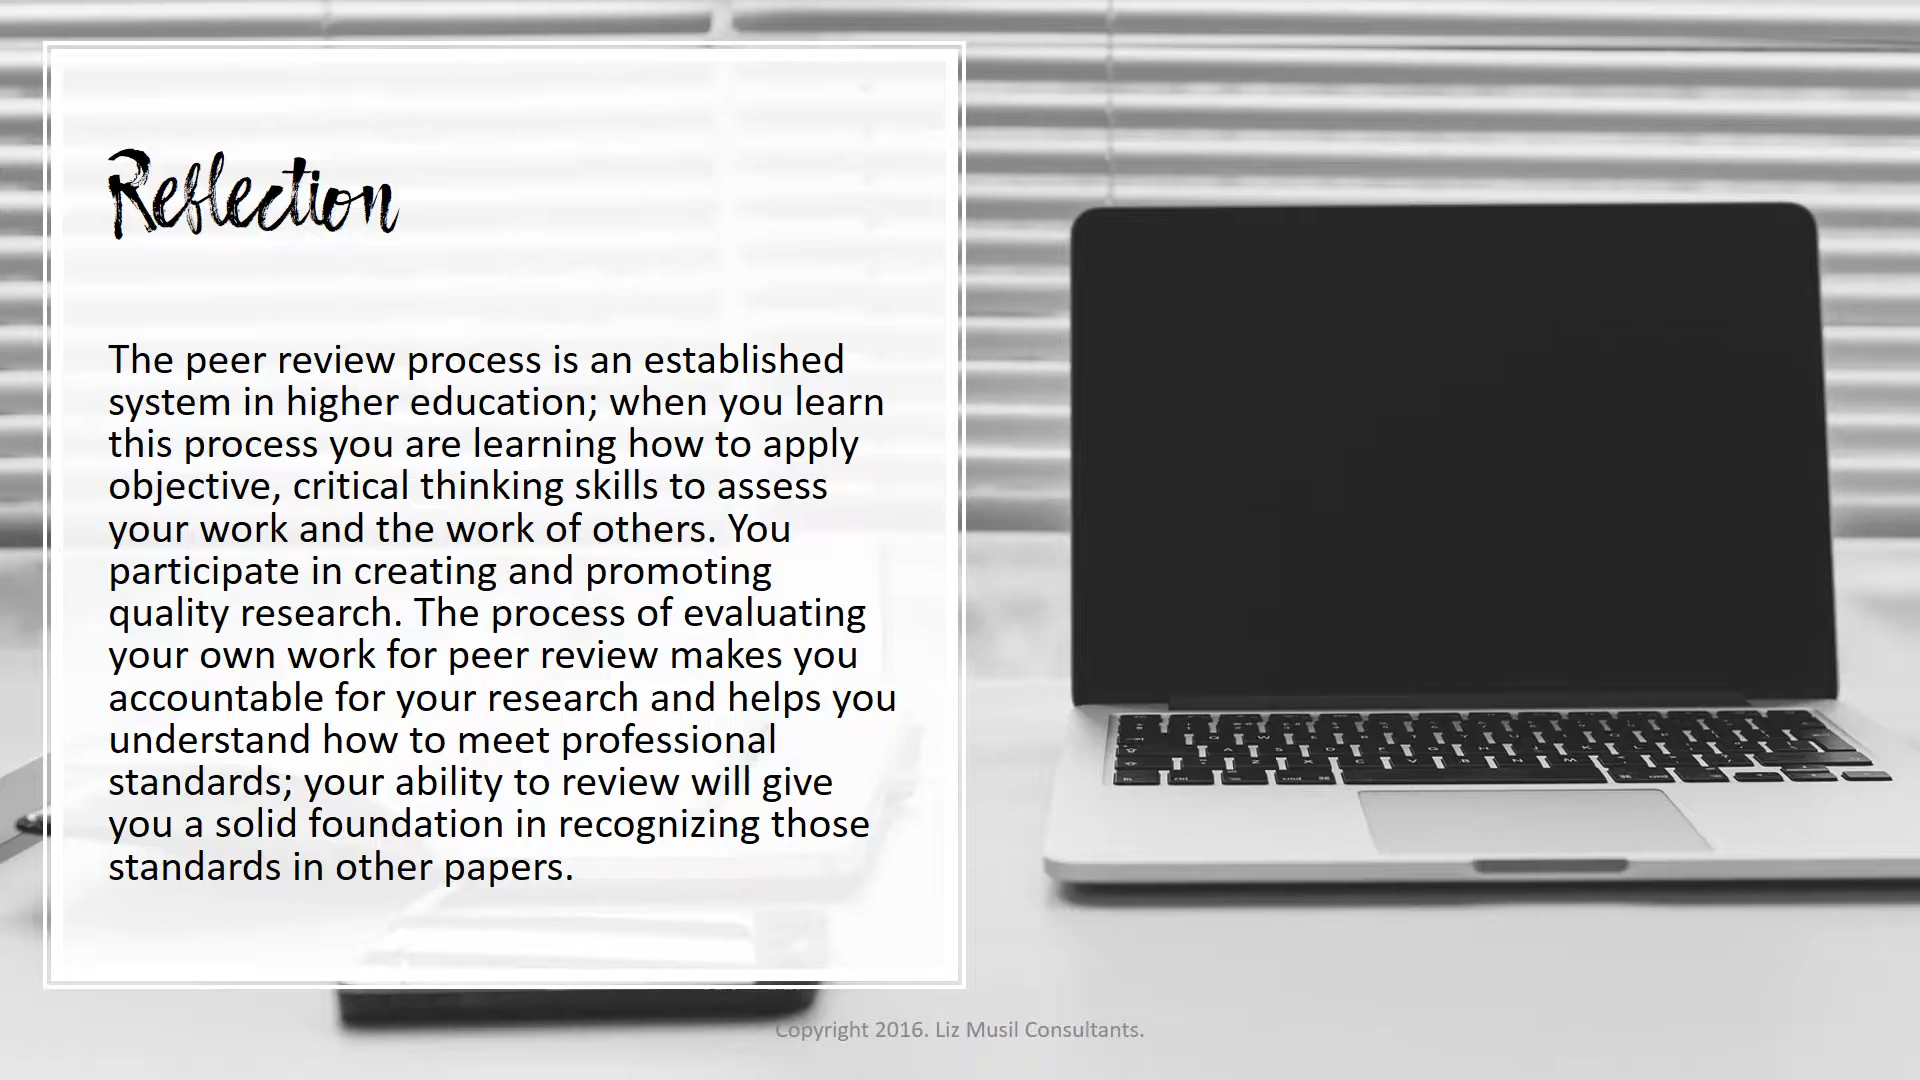 Reflection
The peer review process is an established
system in higher education; when you learn
this process you are learning how to apply
objective, critical thinking skills to assess
your work and the work of others. You
participate in creating and promoting
quality research. The process of evaluating
your own work for peer review makes you
accountable for your research and helps you
understand how to meet professional
standards; your ability to review will give
you a solid foundation in recognizing those
standards in other papers.
Copyright 2016. Liz Musil Consultants.